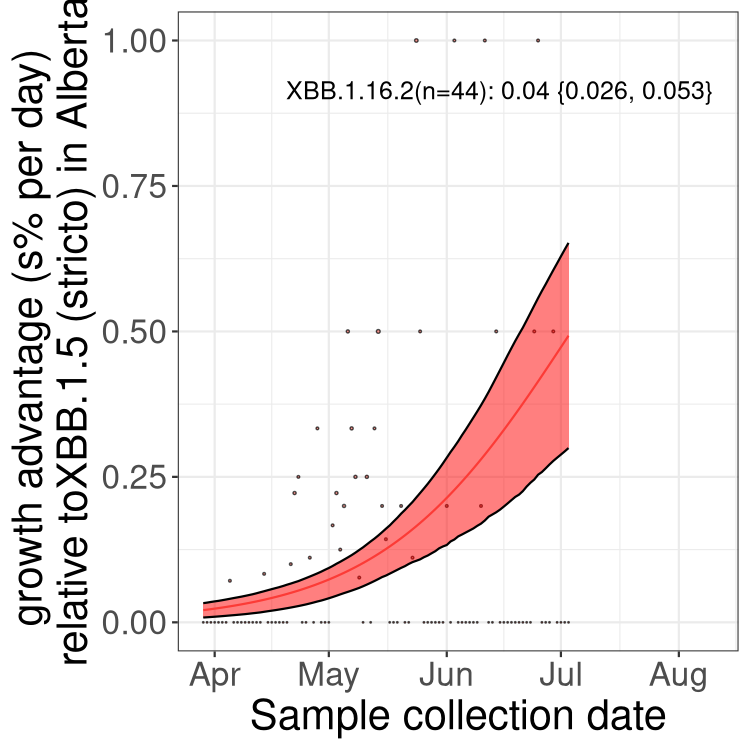 growth advantage (s% per day)
relative toXBB.1.5 (stricto) in Alberta
1.00
0.75
0.50
0.25
0.00
XBB.1.16.2(n=44): 0.04 {0.026, 0.053}
Apr May Jun Jul Aug
Sample collection date